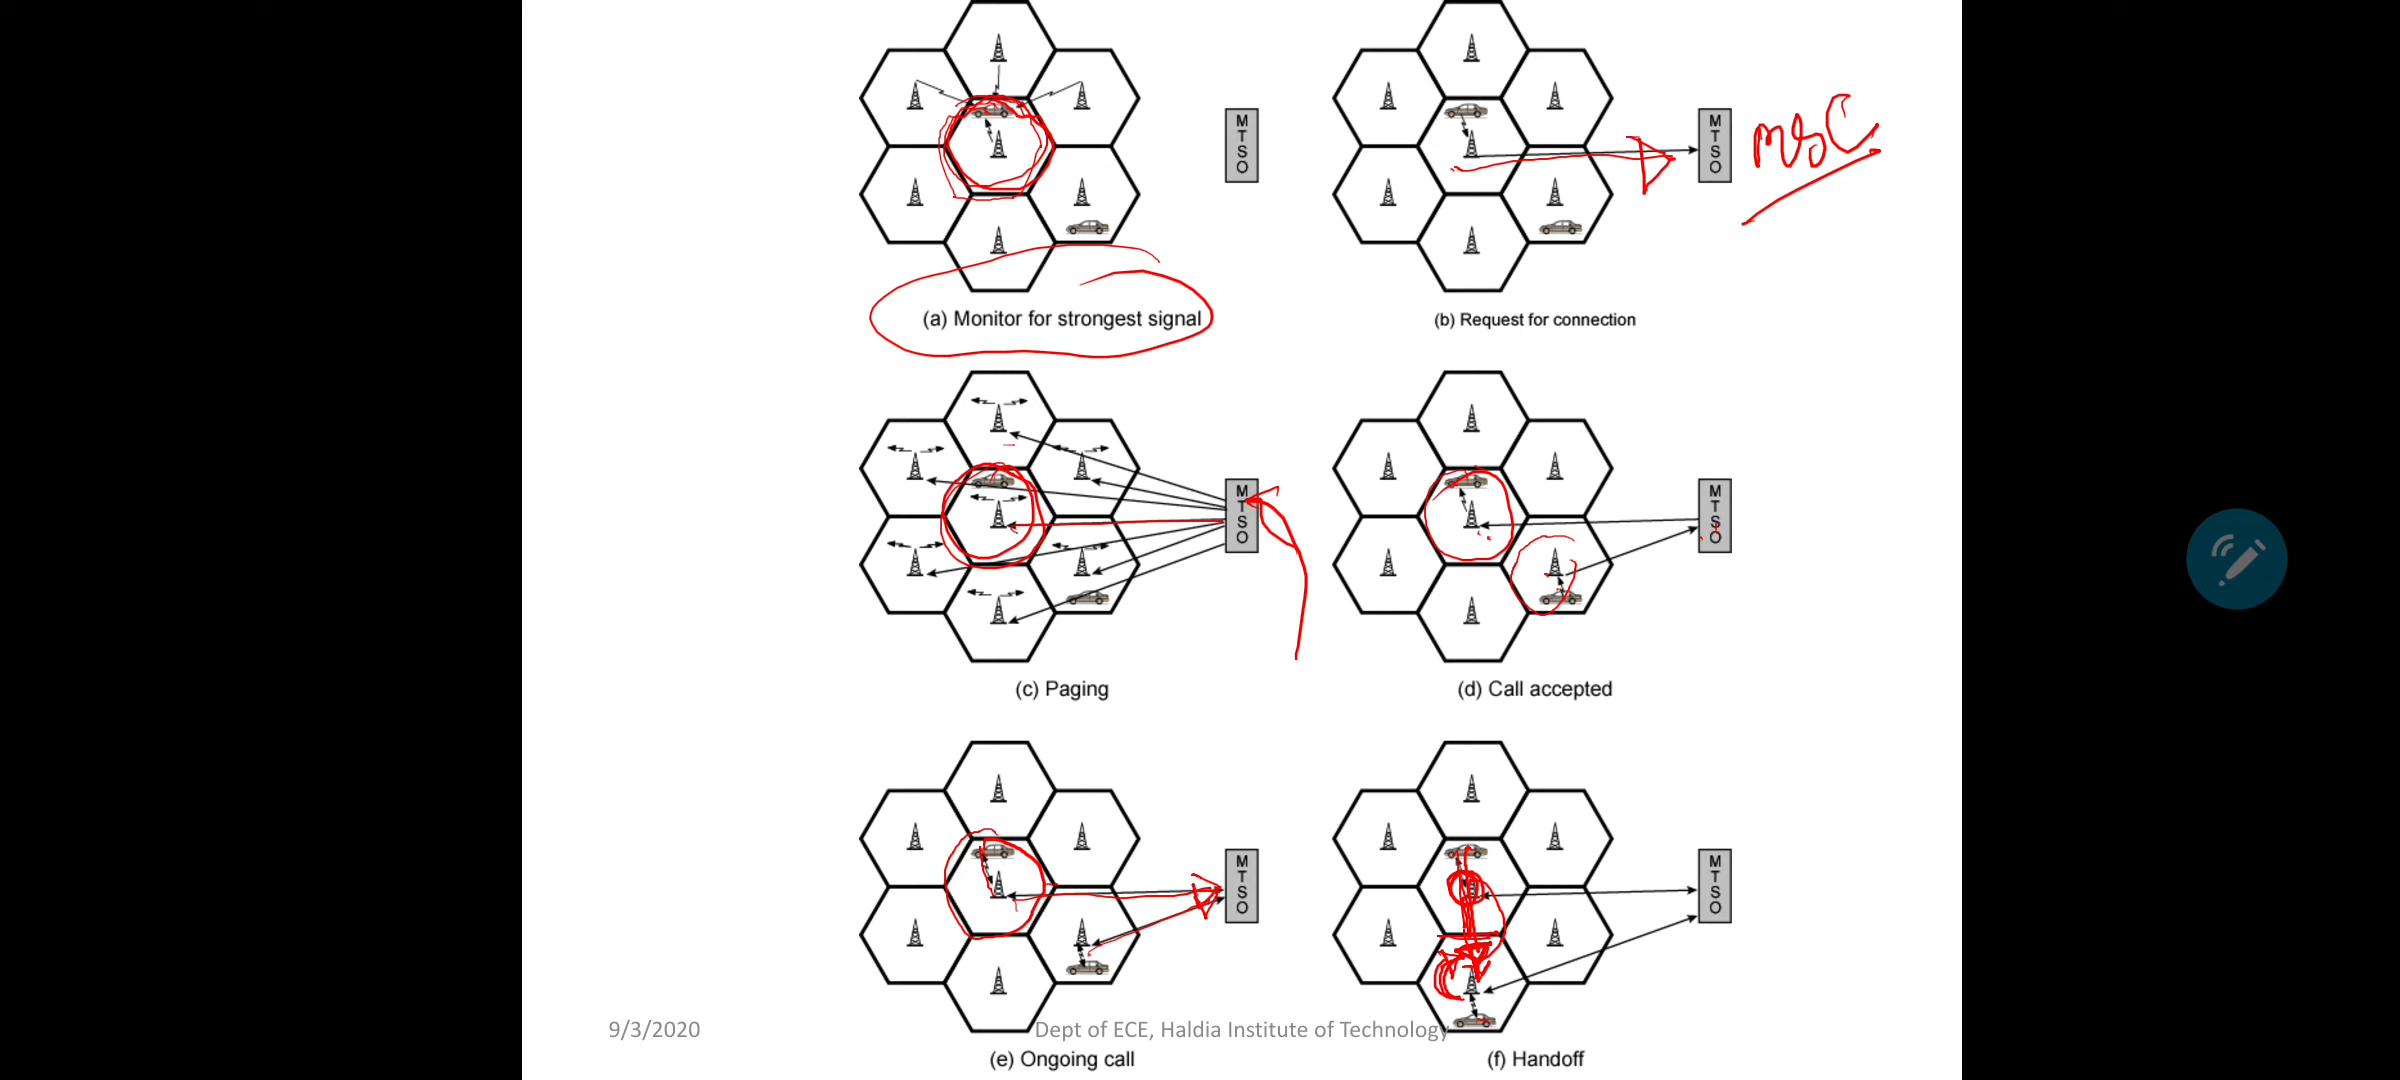 M
T
S
O
M
T
S
O
MSC
(a) Monitor for strongest signal
(b) Request for connection
M
T
S
O
M
T
S
O
(c) Paging
(d) Call accepted
M
T
S
O
M
T
S
O
9/3/2020
Dept of ECE, Haldia Institute of Technology
(e) Ongoing call
(f) Handoff